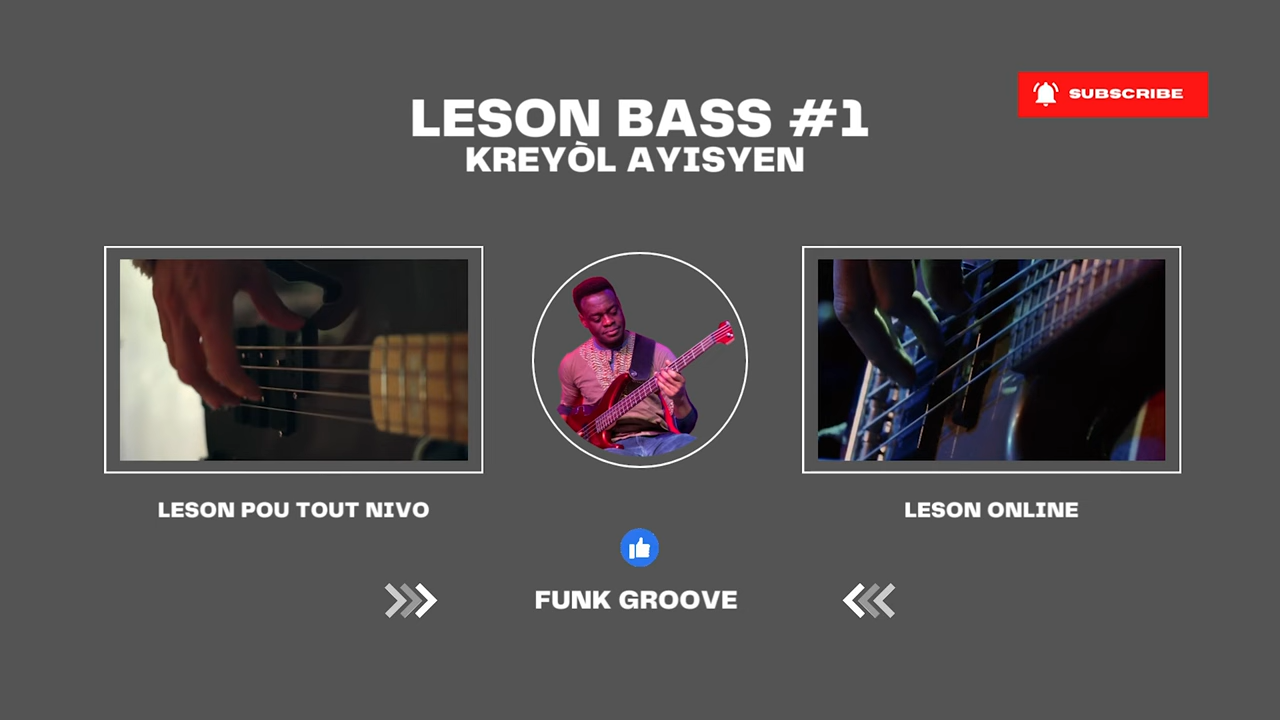 SUBSCRIBE
LESON BASS #1
KREYÒL AYISYEN
LESON POU TOUT NIVO
LESON ONLINE
FUNK GROOVE